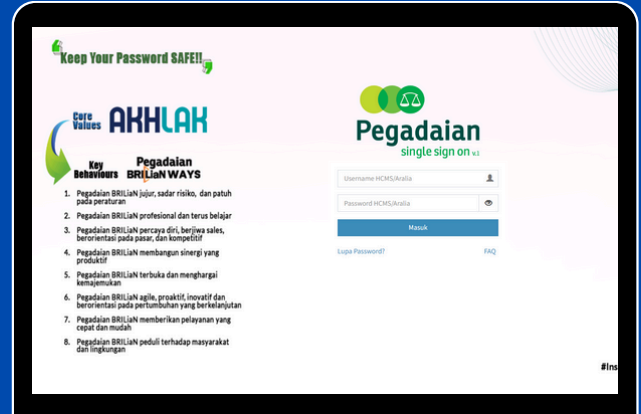 Keep Your Password SAFE!!
Core Values AKHLAK
Key Behaviours Pegadaian BRILiaN WAYS
1. Pegadaian BRILiaN jujur, sadar risiko, dan patuh
pada peraturan
2. Pegadaian BRILiaN profesional dan terus belajar
3. Pegadaian BRILiaN percaya diri, berjiwa sales,
berorientasi pada pasar, dan kompetitif
4. Pegadaian BRILiaN membangun sinergi yang
produktif
5. Pegadaian BRILiaN terbuka dan menghargai
kemajemukan
6. Pegadaian BRILiaN agile, proaktif, inovatif dan
berorientasi pada pertumbuhan yang berkelanjutan
7. Pegadaian BRILiaN memberikan pelayanan yang
cepat dan mudah
8. Pegadaian BRILiaN peduli terhadap masyarakat
dan lingkungan
Pegadaian
single sign on
Username HCMS/Aralia
Password HCMS/Aralia
Masuk
Lupa Password? FAQ
#Ins